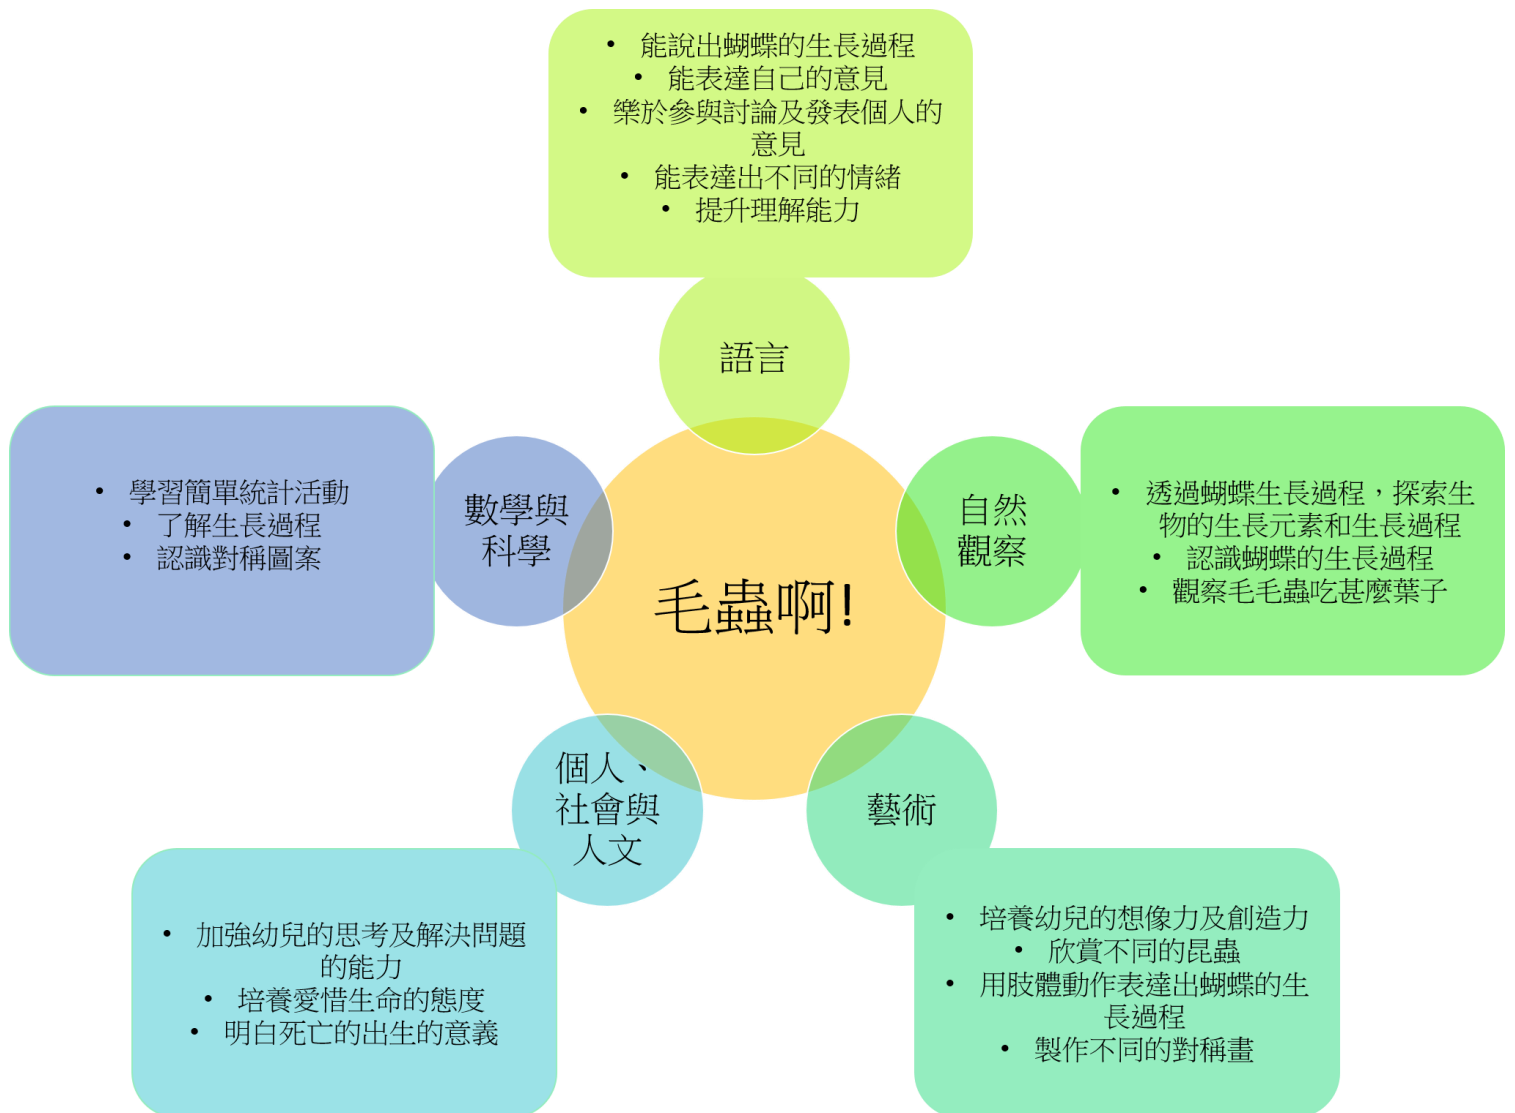 • 能說出蝴蝶的生長過程
• 能表達自己的意見
• 樂於參與討論及發表個人的
意見
• 能表達出不同的情緒
• 提升理解能力
語言
• 學習簡單統計活動
• 了解生長過程
• 認識對稱圖案
數學與
科學
毛蟲啊!
自然
觀察
• 透過蝴蝶生長過程，探索生
物的生長元素和生長過程
• 認識蝴蝶的生長過程
• 觀察毛毛蟲吃甚麼葉子
個人、
社會與
人文
• 加強幼兒的思考及解決問題
的能力
• 培養愛惜生命的態度
• 明白死亡的出生的意義
藝術
• 培養幼兒的想像力及創造力
• 欣賞不同的昆蟲
• 用肢體動作表達出蝴蝶的生
長過程
• 製作不同的對稱畫